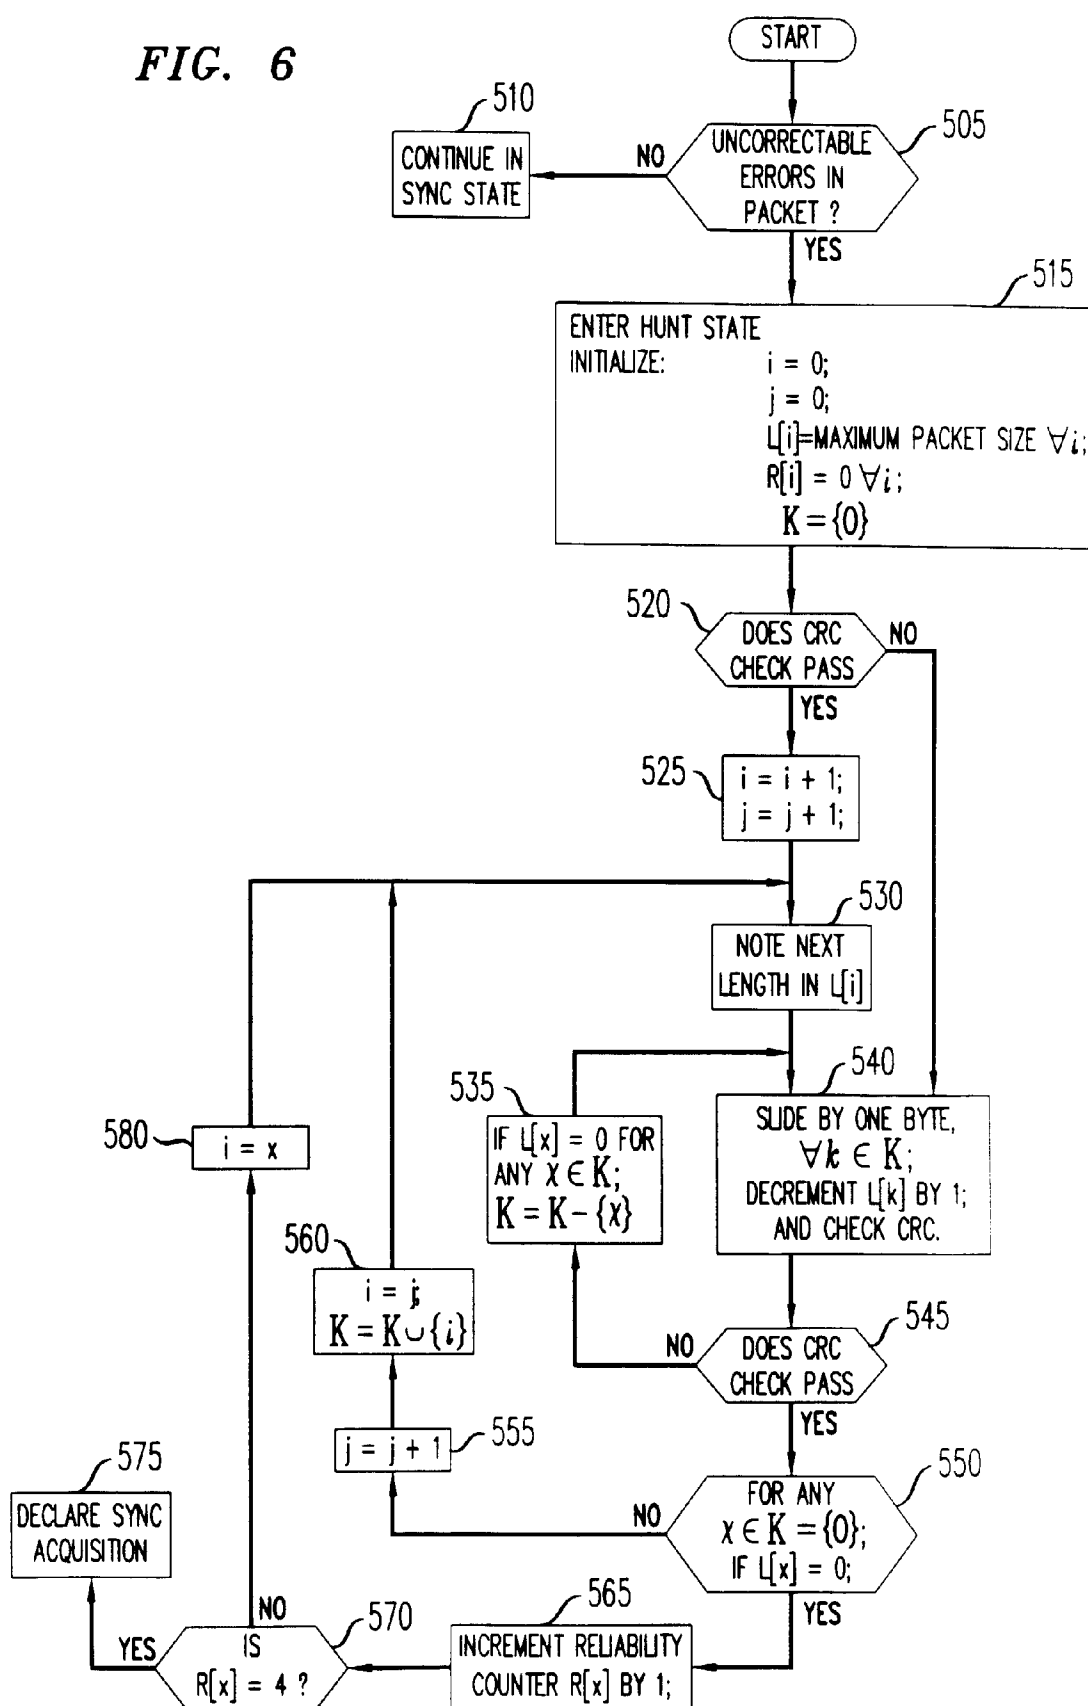 FIG. 6
START
505
UNCORRECTABLE
ERRORS IN
PACKET ?
NO
YES
510
CONTINUE IN
SYNC STATE
515
ENTER HUNT STATE
INITIALIZE:
i = 0;
j = 0;
L[i]=MAXIMUM PACKET SIZE ∀i;
R[i] = 0 ∀i;
K = {0}
520
DOES CRC
CHECK PASS
NO
YES
525
i = i + 1;
j = j + 1;
530
NOTE NEXT
LENGTH IN L[i]
535
IF L[x] = 0 FOR
ANY χ ∈ K;
K = K − {χ}
540
SLIDE BY ONE BYTE,
∀k ∈ K;
DECREMENT L[k] BY 1;
AND CHECK CRC.
545
DOES CRC
CHECK PASS
NO
YES
550
FOR ANY
χ ∈ K = {0};
IF L[x] = 0;
NO
YES
555
j = j + 1
560
i = j;
K = K ∪ {i}
565
INCREMENT RELIABILITY
COUNTER R[x] BY 1;
570
IS
R[x] = 4 ?
NO
YES
575
DECLARE SYNC
ACQUISITION
580
i = x